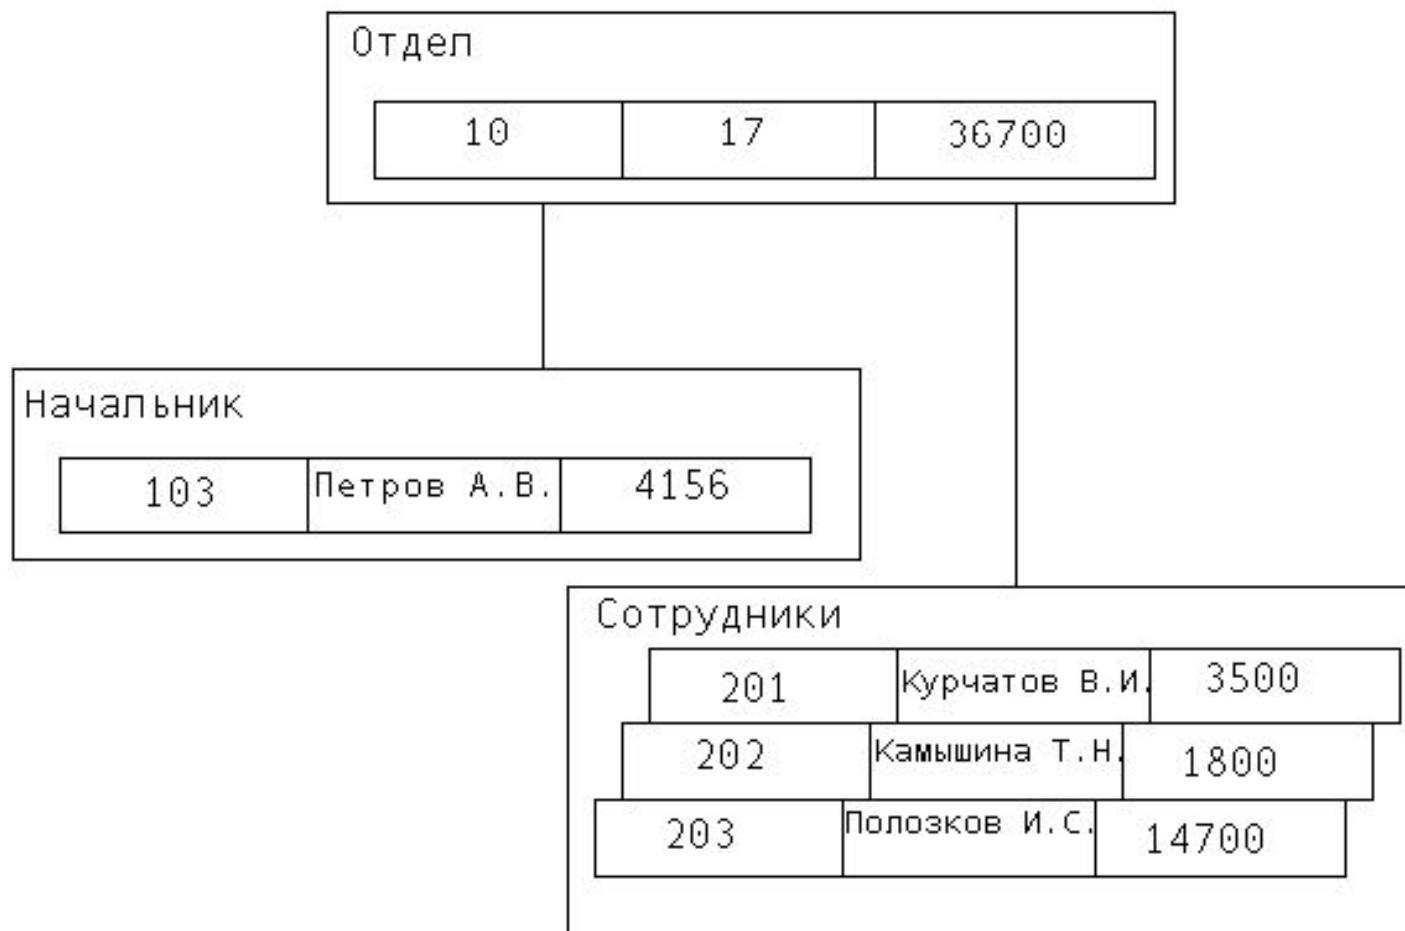 Отдел
10 17 36700
Начальник
103 Петров А.В. 4156
Сотрудники
201 Курчатов В.И. 3500
202 Камышина Т.Н. 1800
203 Полозков И.С. 14700